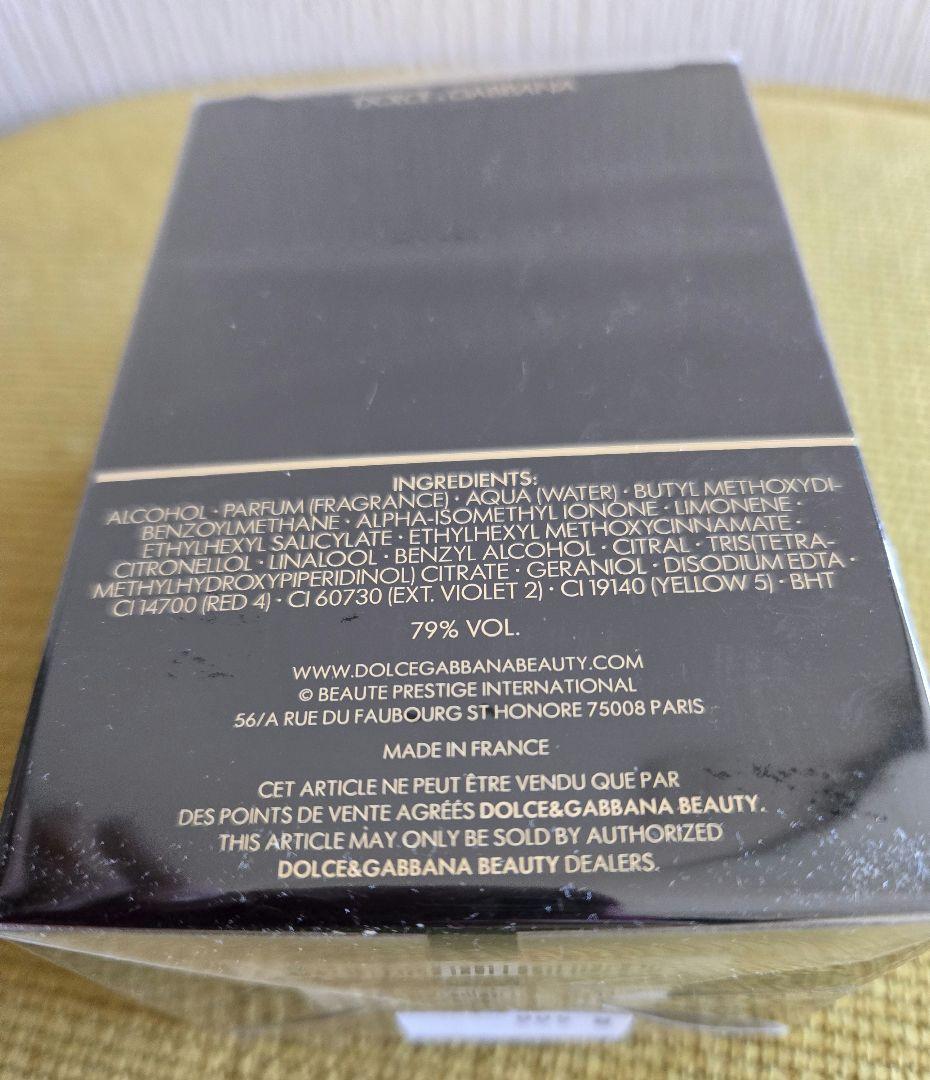 DOLCE & GABBANA
INGREDIENTS:
ALCOHOL · PARFUM (FRAGRANCE) · AQUA (WATER) · BUTYL METHOXYDI-
BENZOYLMETHANE · ALPHA-ISOMETHYL IONONE · LIMONENE ·
ETHYLHEXYL SALICYLATE · ETHYLHEXYL METHOXYCINNAMATE ·
CITRONELLOL · LINALOOL · BENZYL ALCOHOL · CITRAL · TRIS(TETRA-
METHYLHYDROXYPIPERIDINOL) CITRATE · GERANIOL · DISODIUM EDTA ·
CI 14700 (RED 4) · CI 60730 (EXT. VIOLET 2) · CI 19140 (YELLOW 5) · BHT
79% VOL.
WWW.DOLCEGABBANABEAUTY.COM
© BEAUTE PRESTIGE INTERNATIONAL
56/A RUE DU FAUBOURG ST HONORE 75008 PARIS
MADE IN FRANCE
CET ARTICLE NE PEUT ÊTRE VENDU QUE PAR
DES POINTS DE VENTE AGRÉÉS DOLCE&GABBANA BEAUTY.
THIS ARTICLE MAY ONLY BE SOLD BY AUTHORIZED
DOLCE&GABBANA BEAUTY DEALERS.